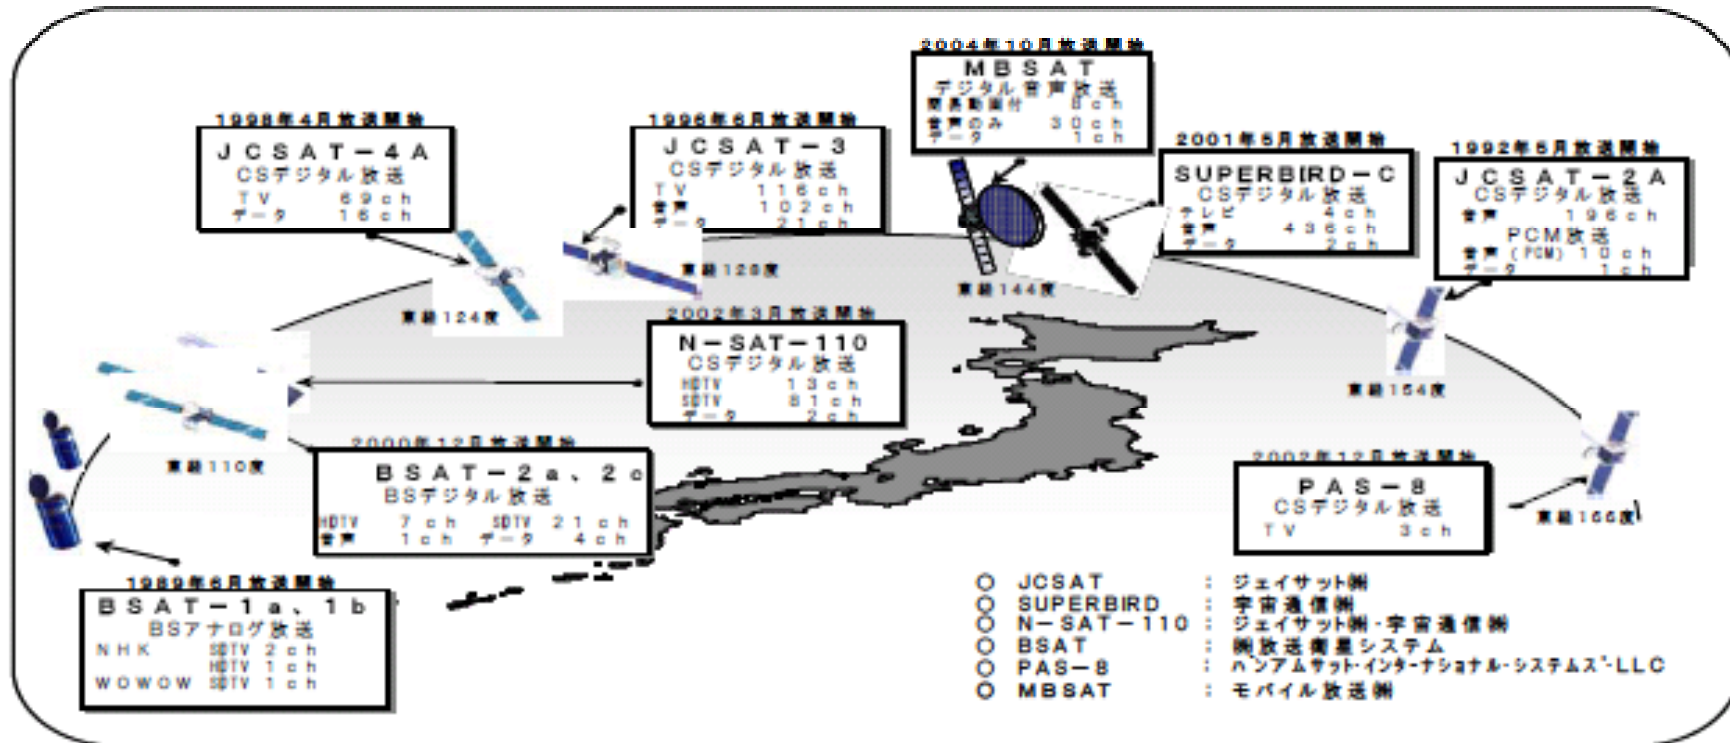 2004年10月放送開始
MBSAT
デジタル音声放送
簡易動画付 8ch
音声のみ 30ch
データ 1ch
1998年4月放送開始
JCSAT-4A
CSデジタル放送
TV 69ch
データ 16ch
東経124度
1996年6月放送開始
JCSAT-3
CSデジタル放送
TV 116ch
音声 102ch
データ 21ch
東経128度
東経144度
2001年5月放送開始
SUPERBIRD-C
CSデジタル放送
テレビ 4ch
音声 436ch
データ 2ch
1992年6月放送開始
JCSAT-2A
CSデジタル放送
音声 196ch
PCM放送
音声(PCM) 10ch
データ 1ch
東経154度
2002年3月放送開始
N-SAT-110
CSデジタル放送
HDTV 13ch
SDTV 81ch
データ 2ch
東経110度
2000年12月放送開始
BSAT-2a、2c
BSデジタル放送
HDTV 7ch SDTV 21ch
音声 1ch データ 4ch
2002年12月放送開始
PAS-8
CSデジタル放送
TV 3ch
東経166度
1989年6月放送開始
BSAT-1a、1b
BSアナログ放送
NHK SDTV 2ch
HDTV 1ch
WOWOW SDTV 1ch
○ JCSAT : ジェイサット㈱
○ SUPERBIRD : 宇宙通信㈱
○ N-SAT-110 : ジェイサット㈱・宇宙通信㈱
○ BSAT : ㈱放送衛星システム
○ PAS-8 : パンアムサット・インターナショナル・システムズ・LLC
○ MBSAT : モバイル放送㈱